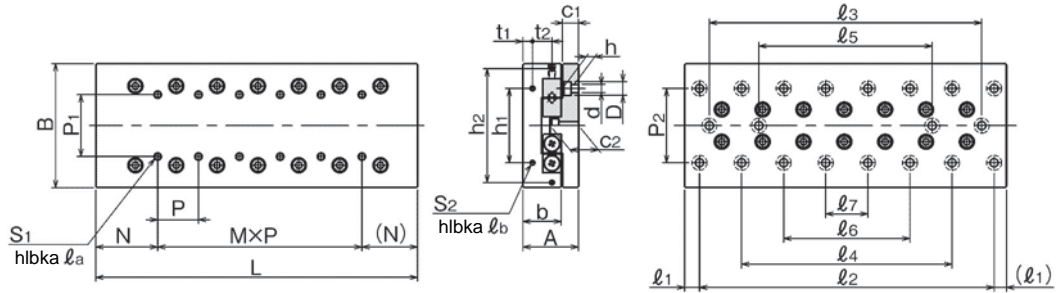 B
P1
P
S1
hlbka ℓa
N
M×P
(N)
L
c1
t1
t2
h
h2
h1
d
D
c2
S2
hlbka ℓb
b
A
ℓ3
ℓ5
P2
ℓ7
ℓ6
ℓ4
ℓ1
ℓ2
(ℓ1)